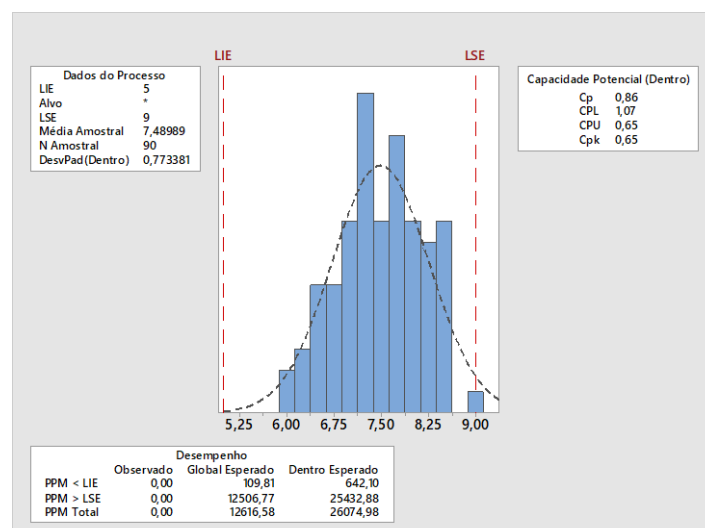 LIE LSE
Dados do Processo
LIE 5
Alvo *
LSE 9
Média Amostral 7,48989
N Amostral 90
DesvPad(Dentro) 0,773381
Capacidade Potencial (Dentro)
Cp 0,86
CPL 1,07
CPU 0,65
Cpk 0,65
5,25 6,00 6,75 7,50 8,25 9,00
Desempenho
Observado Global Esperado Dentro Esperado
PPM < LIE 0,00 109,81 642,10
PPM > LSE 0,00 12506,77 25432,88
PPM Total 0,00 12616,58 26074,98